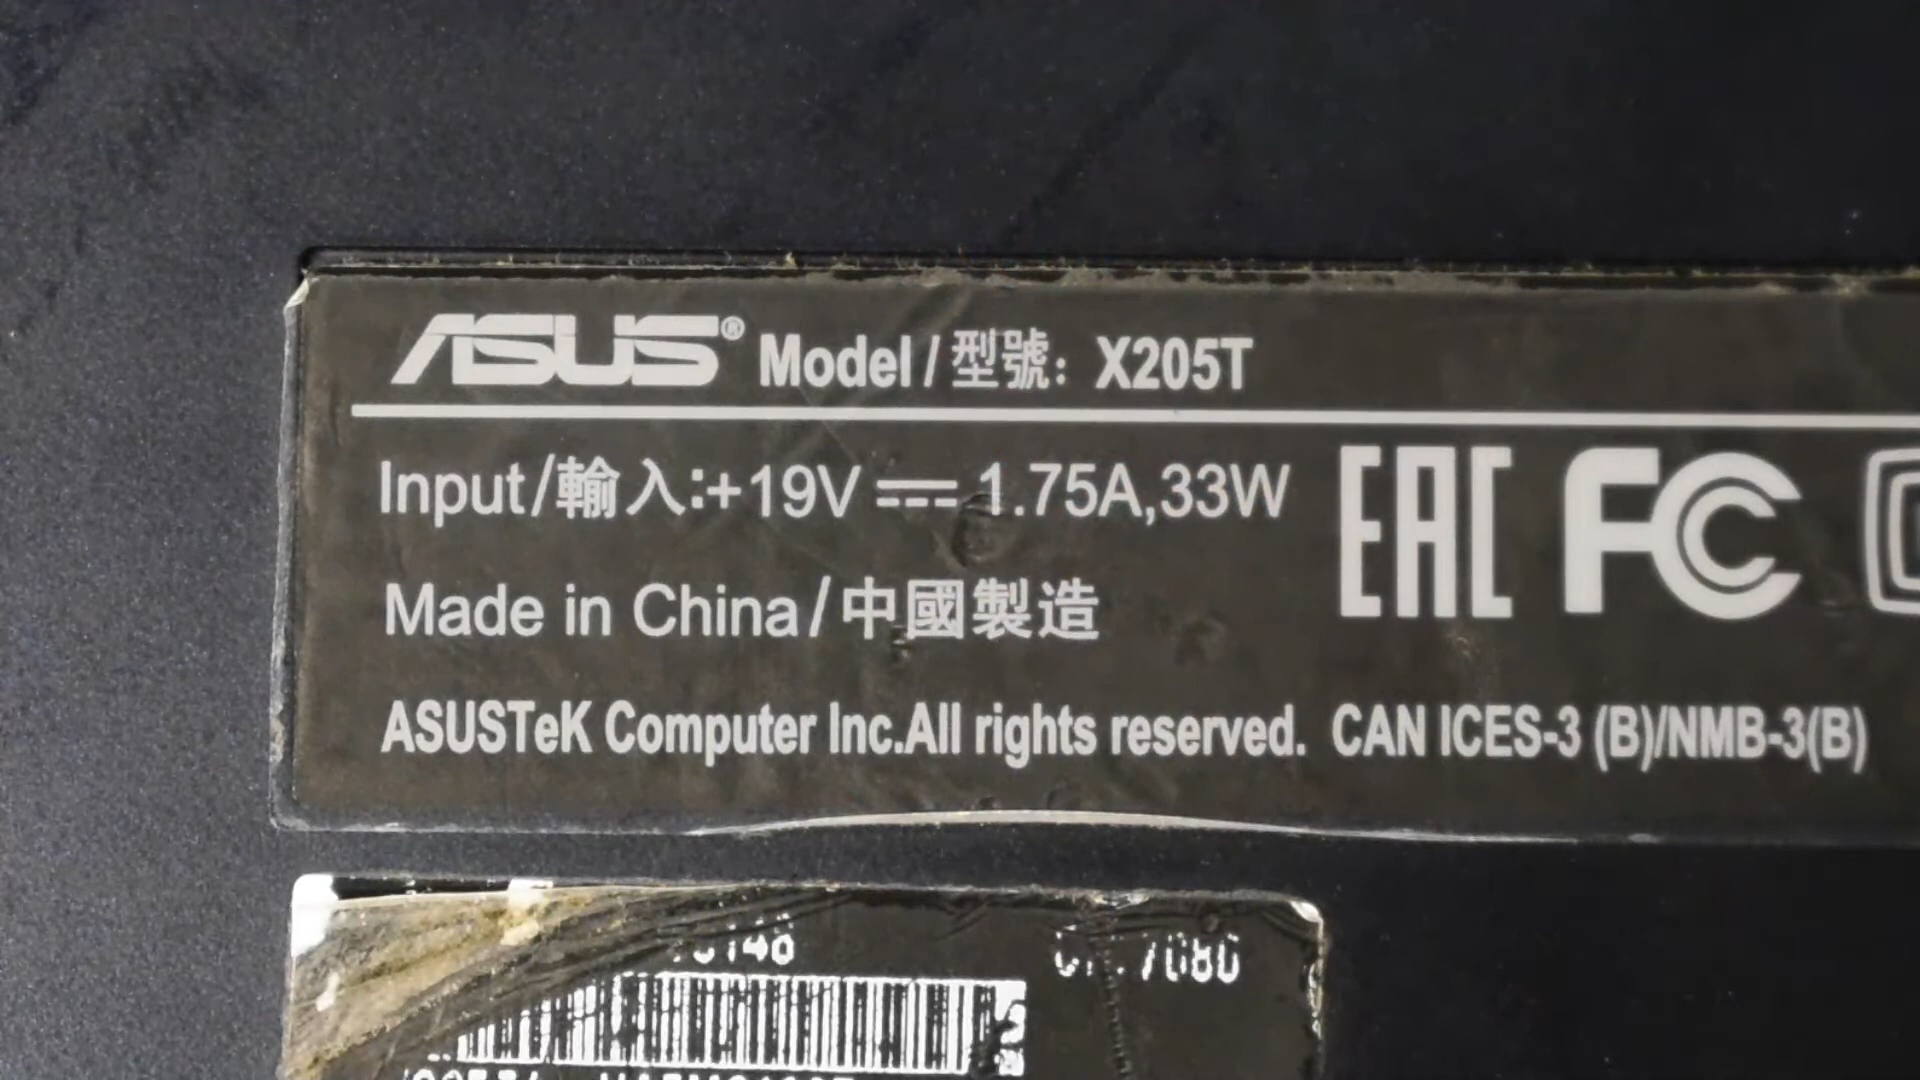 ASUS® Model/型號: X205T
Input/輸入:+19V ⎓ 1.75A,33W
EAC FC
Made in China/中國製造
ASUSTeK Computer Inc.All rights reserved. CAN ICES-3 (B)/NMB-3(B)